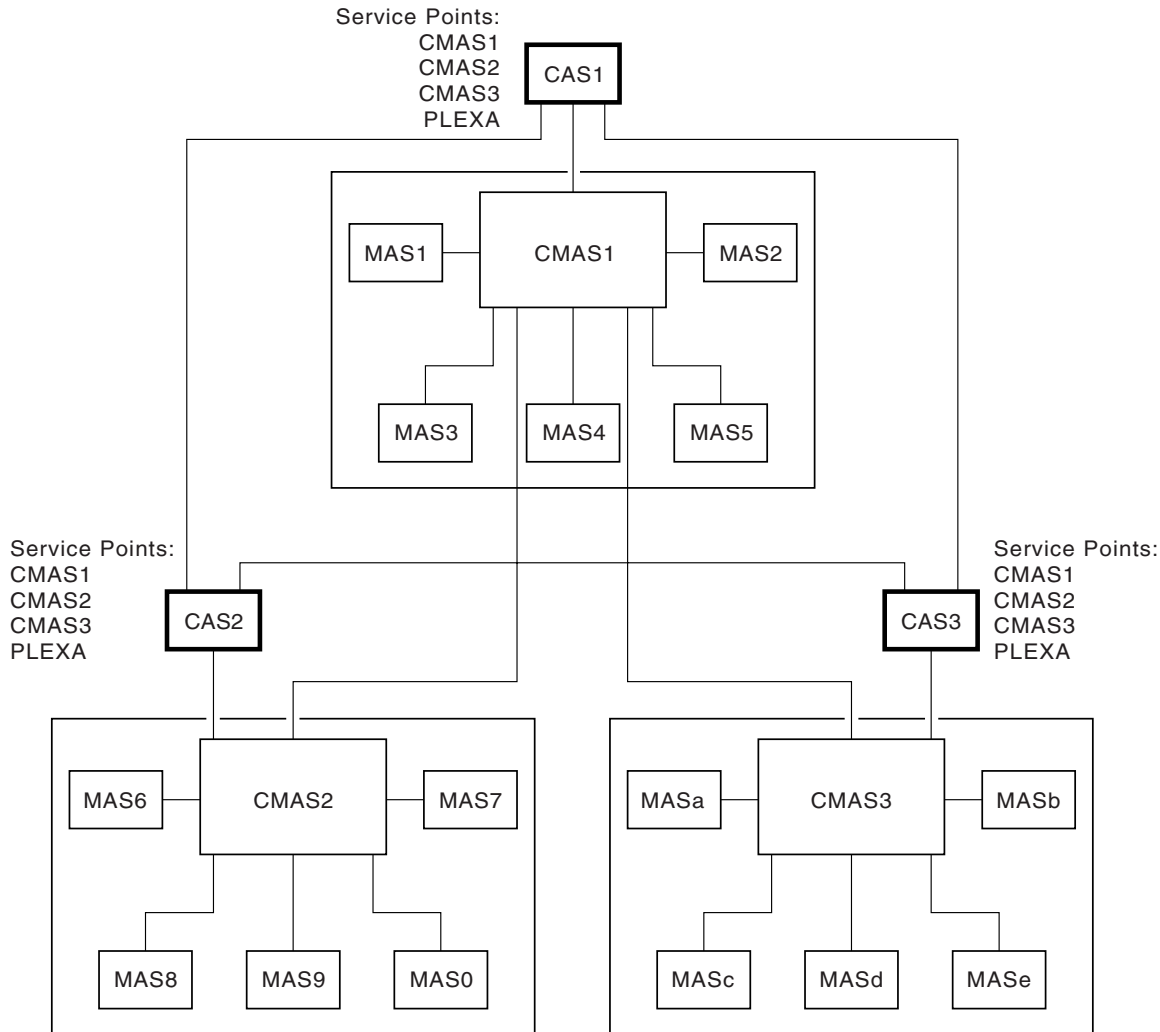 Service Points:
CMAS1
CMAS2
CMAS3
PLEXA
CAS1
MAS1
CMAS1
MAS2
MAS3
MAS4
MAS5
Service Points:
CMAS1
CMAS2
CMAS3
PLEXA
CAS2
CAS3
Service Points:
CMAS1
CMAS2
CMAS3
PLEXA
MAS6
CMAS2
MAS7
MAS8
MAS9
MAS0
MASa
CMAS3
MASb
MASc
MASd
MASe